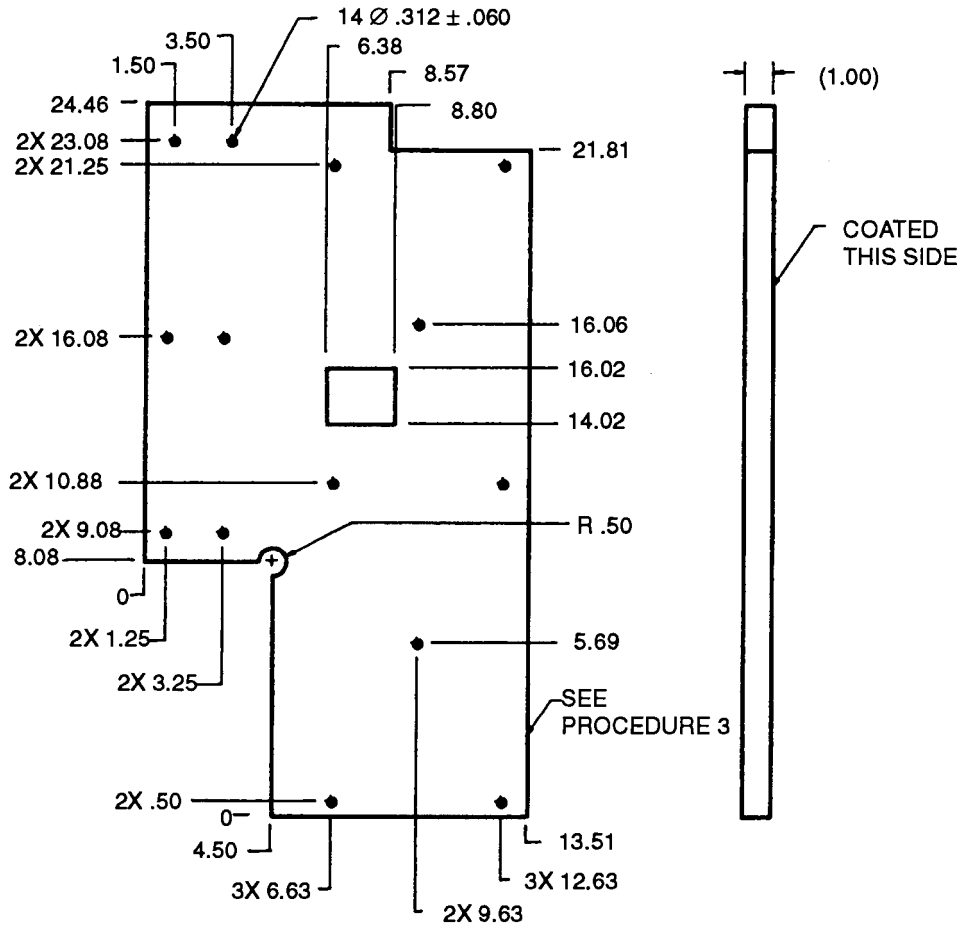 14 Ø .312 ± .060
3.50
6.38
1.50
8.57
(1.00)
24.46
8.80
2X 23.08
21.81
2X 21.25
COATED
THIS SIDE
2X 16.08
16.06
16.02
14.02
2X 10.88
2X 9.08
R .50
8.08
0
2X 1.25
5.69
2X 3.25
SEE
PROCEDURE 3
2X .50
0
4.50
13.51
3X 6.63
3X 12.63
2X 9.63